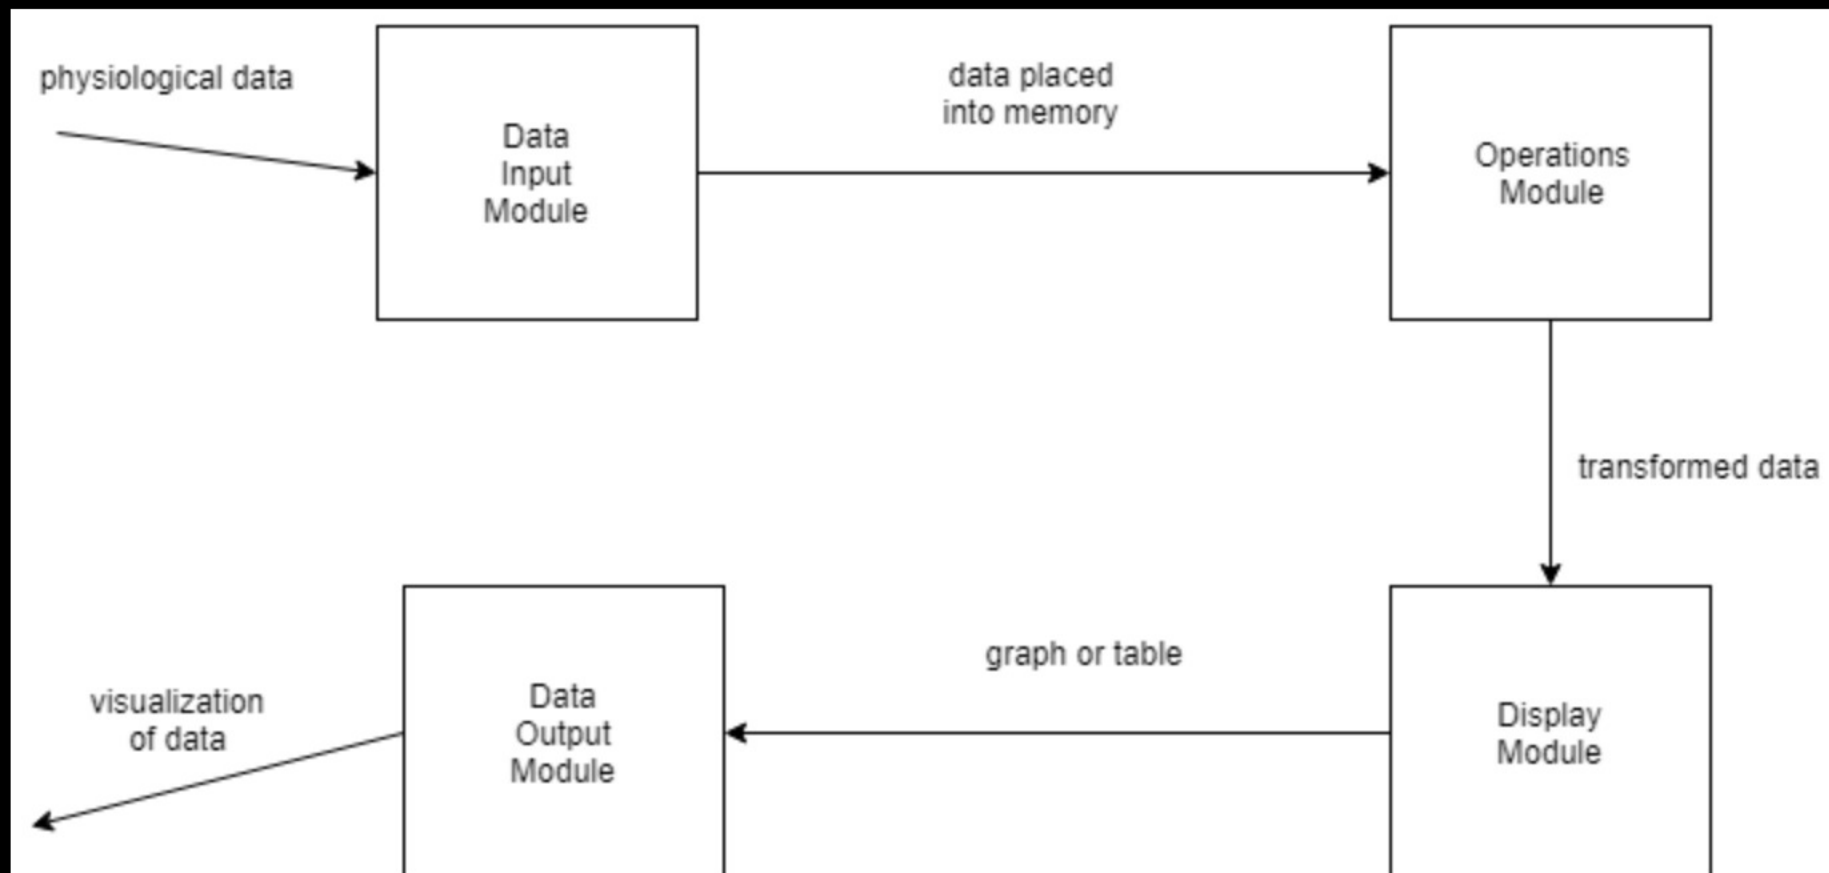 physiological data
Data
Input
Module
data placed
into memory
Operations
Module
transformed data
Display
Module
graph or table
Data
Output
Module
visualization
of data